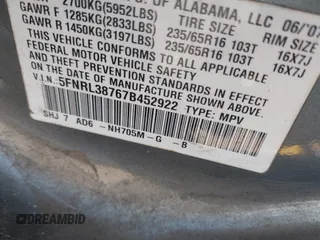 OF ALABAMA, LLC 06/07
2700KG(5952LBS) TIRE SIZE RIM SIZE
GAWR F 1285KG(2833LBS) 235/65R16 103T 16X7J
GAWR R 1450KG(3197LBS) 235/65R16 103T 16X7J
THIS VEHICLE CONFORMS TO ALL APPLICABLE
FEDERAL MOTOR VEHICLE SAFETY AND
THEFT PREVENTION STANDARDS IN EFFECT
ON THE DATE OF MANUFACTURE SHOWN ABOVE.
V.I.N. 5FNRL38767B452922 TYPE: MPV
SHJ 7 AD6 -NH705M-G -B
DREAMBID